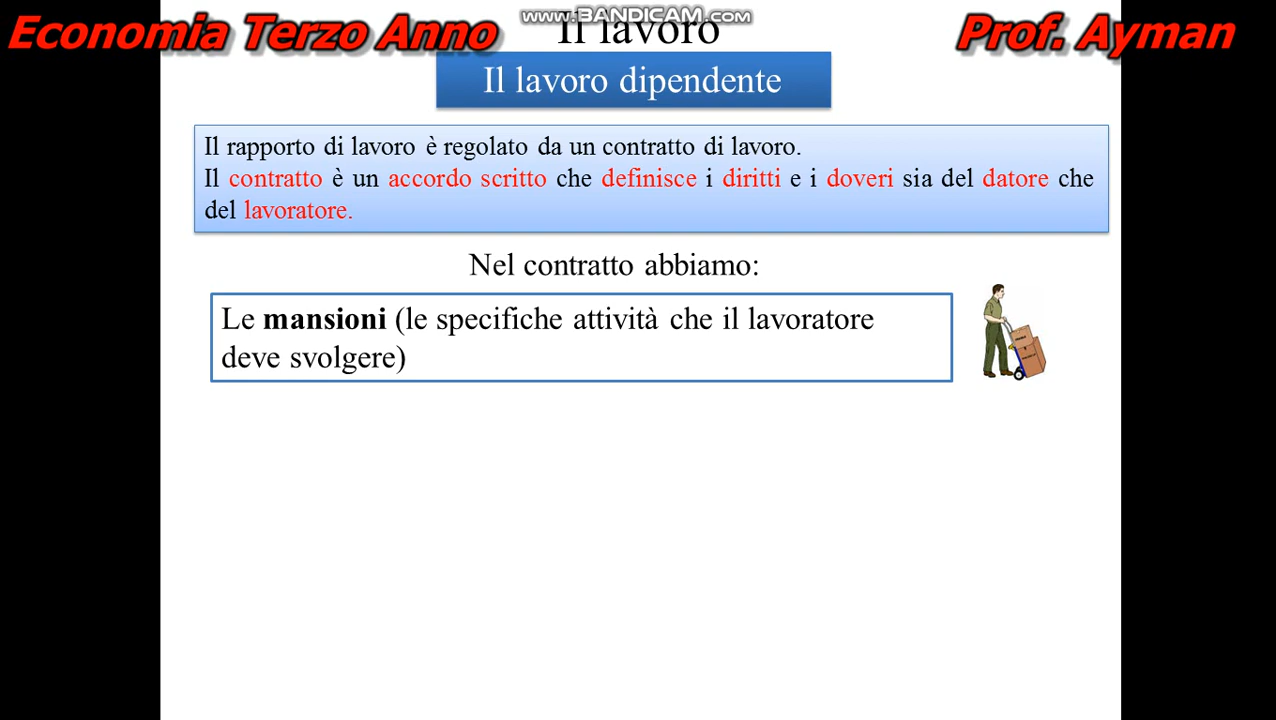 www.BANDICAM.com
Economia Terzo Anno
Il lavoro
Prof. Ayman
Il lavoro dipendente
Il rapporto di lavoro è regolato da un contratto di lavoro.
Il contratto è un accordo scritto che definisce i diritti e i doveri sia del datore che
del lavoratore.
Nel contratto abbiamo:
Le mansioni (le specifiche attività che il lavoratore
deve svolgere)